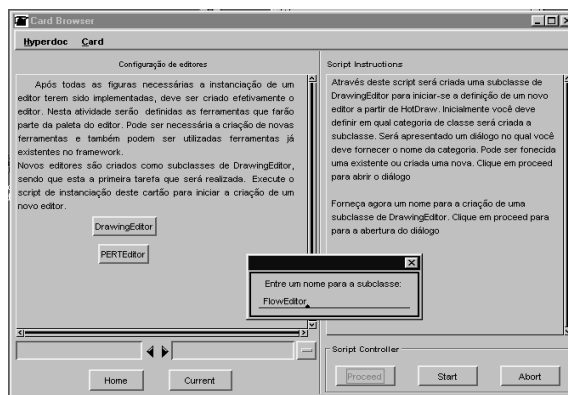 Card Browser
Hyperdoc Card
Configuração de editores
Após todas as figuras necessárias a instanciação de um
editor terem sido implementadas, deve ser criado efetivamente o
editor. Nesta atividade serão definidas as ferramentas que farão
parte da paleta do editor. Pode ser necessária a criação de novas
ferramentas e também podem ser utilizadas ferramentas já
existentes no framework.
Novos editores são criados como subclasses de DrawingEditor,
sendo que esta a primeira tarefa que será realizada. Execute o
script de instanciação deste cartão para iniciar a criação de um
novo editor.
DrawingEditor
PERTEditor
Home
Current
Script Instructions
Através deste script será criada uma subclasse de
DrawingEditor para iniciar-se a definição de um novo
editor a partir de HotDraw. Inicialmente você deve
definir em qual categoria de classe será criada a
subclasse. Será apresentado um diálogo no qual você
deve fornecer o nome da categoria. Pode ser fonecida
uma existente ou criada uma nova. Clique em proceed
para abrir o diálogo
Forneça agora um nome para a criação de uma
subclasse de DrawingEditor. Clique em proceed para
para a abertura do diálogo
Entre um nome para a subclasse:
FlowEditor
Script Controller
Proceed
Start
Abort